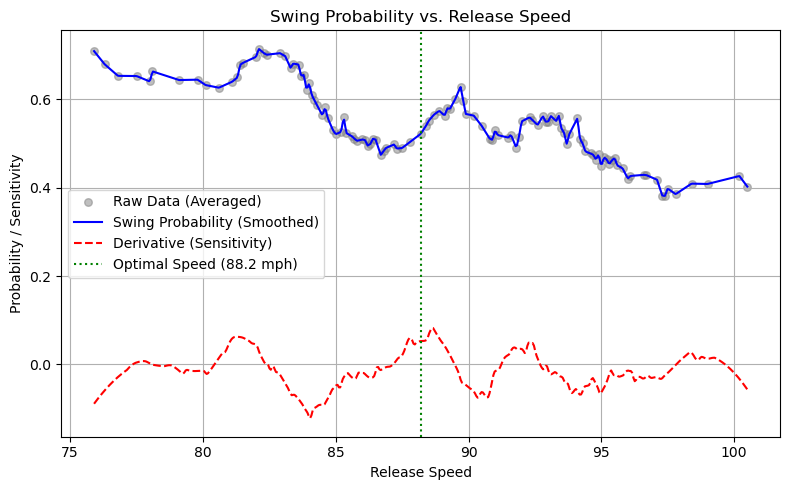 Swing Probability vs. Release Speed
Probability / Sensitivity
0.6
0.4
0.2
0.0
Raw Data (Averaged)
Swing Probability (Smoothed)
Derivative (Sensitivity)
Optimal Speed (88.2 mph)
75
80
85
90
95
100
Release Speed